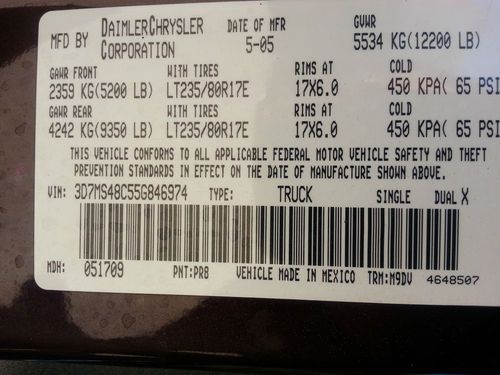 MFD BY DAIMLERCHRYSLER CORPORATION DATE OF MFR 5-05 GVWR 5534 KG(12200 LB)
GAWR FRONT WITH TIRES RIMS AT COLD
2359 KG(5200 LB) LT235/80R17E 17X6.0 450 KPA( 65 PSI
GAWR REAR WITH TIRES RIMS AT COLD
4242 KG(9350 LB) LT235/80R17E 17X6.0 450 KPA( 65 PSI
THIS VEHICLE CONFORMS TO ALL APPLICABLE FEDERAL MOTOR VEHICLE SAFETY AND THEFT
PREVENTION STANDARDS IN EFFECT ON THE DATE OF MANUFACTURE SHOWN ABOVE.
VIN: 3D7MS48C55G846974 TYPE: TRUCK SINGLE DUAL X
MDH: 051709 PNT:PR8 VEHICLE MADE IN MEXICO TRM:M9DV 4648507